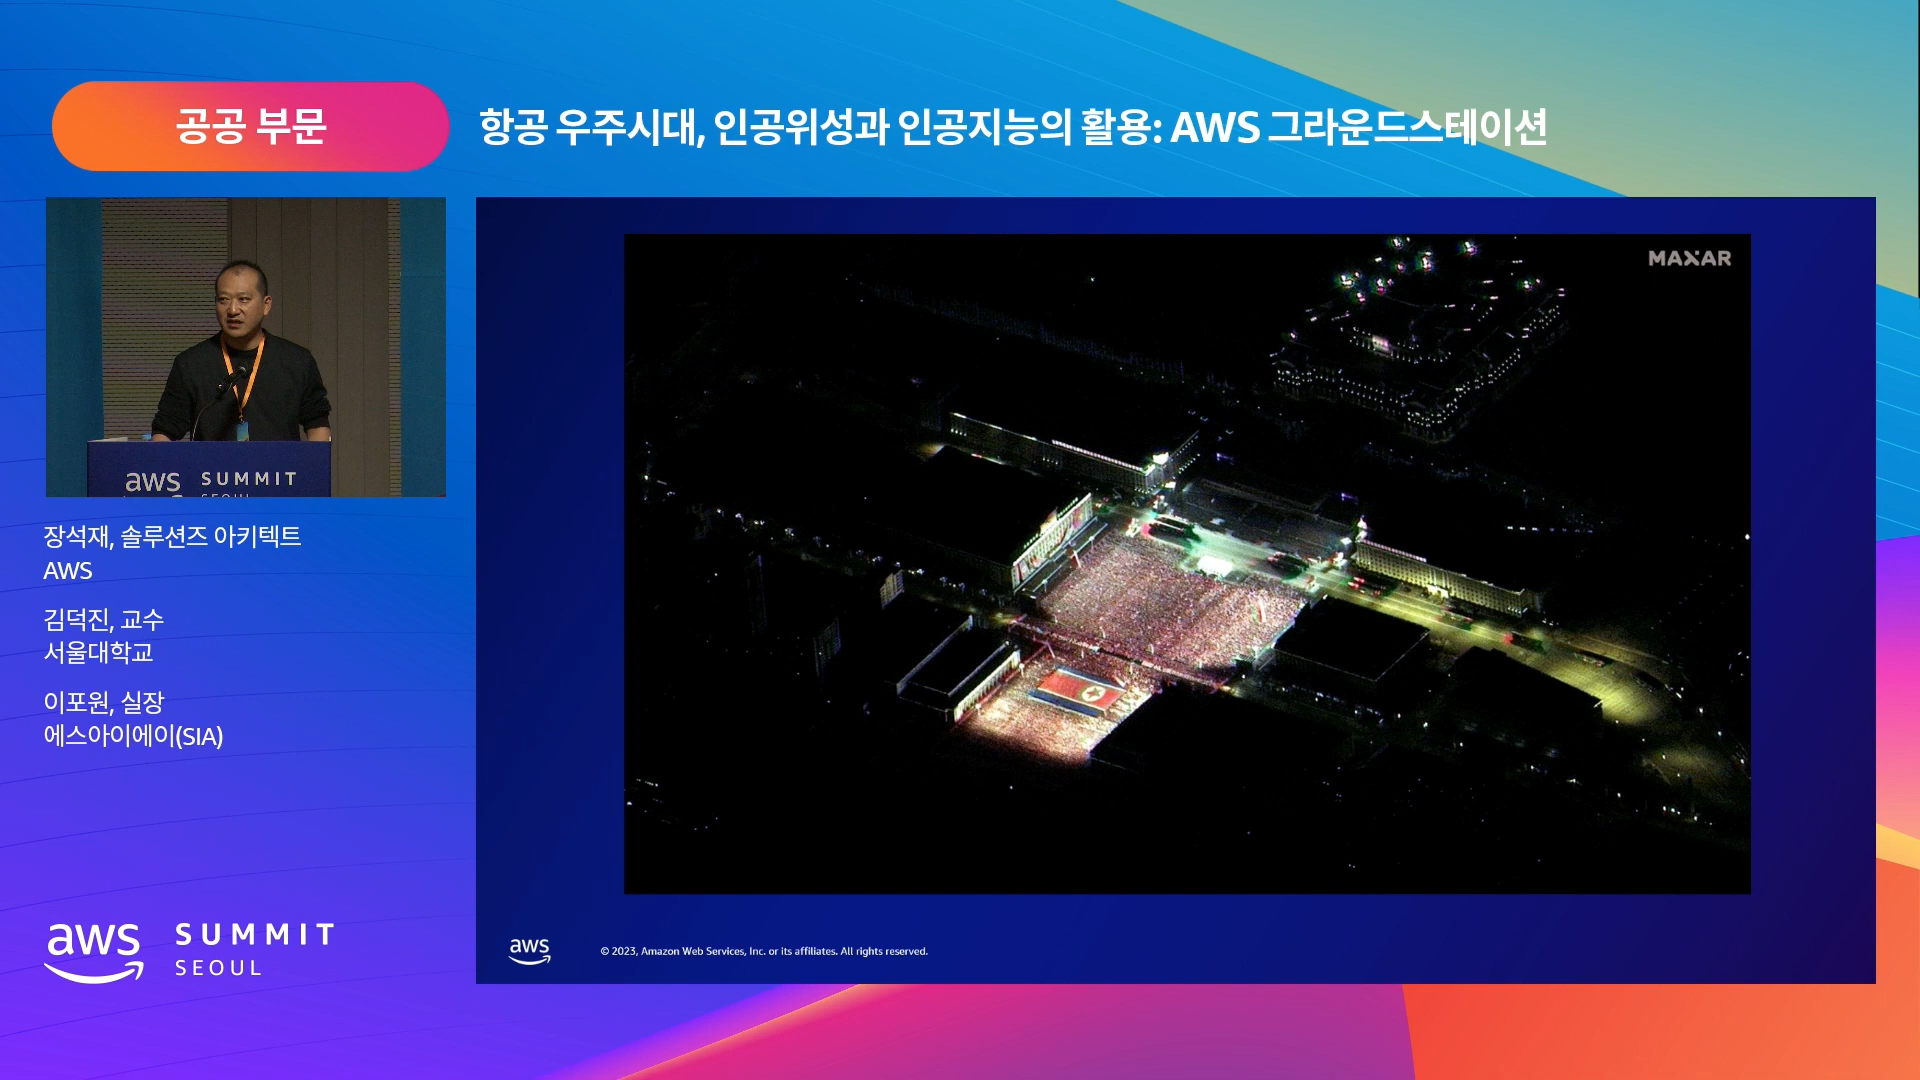 공공 부문
항공 우주시대, 인공위성과 인공지능의 활용: AWS 그라운드스테이션
MAXAR
aws SUMMIT
SEOUL
장석재, 솔루션즈 아키텍트
AWS
김덕진, 교수
서울대학교
이포원, 실장
에스아이에이(SIA)
aws SUMMIT
SEOUL
aws
© 2023, Amazon Web Services, Inc. or its affiliates. All rights reserved.